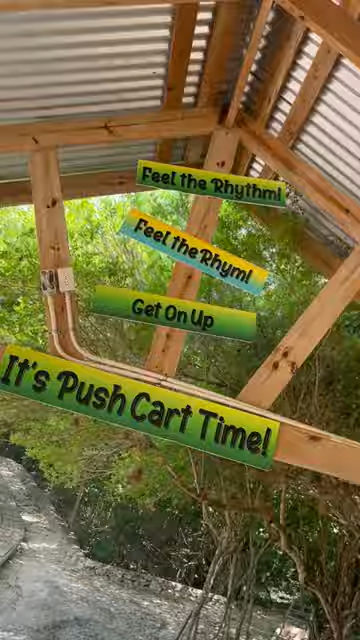 Feel the Rhythm!
Feel the Rhym!
Get On Up
It's Push Cart Time!